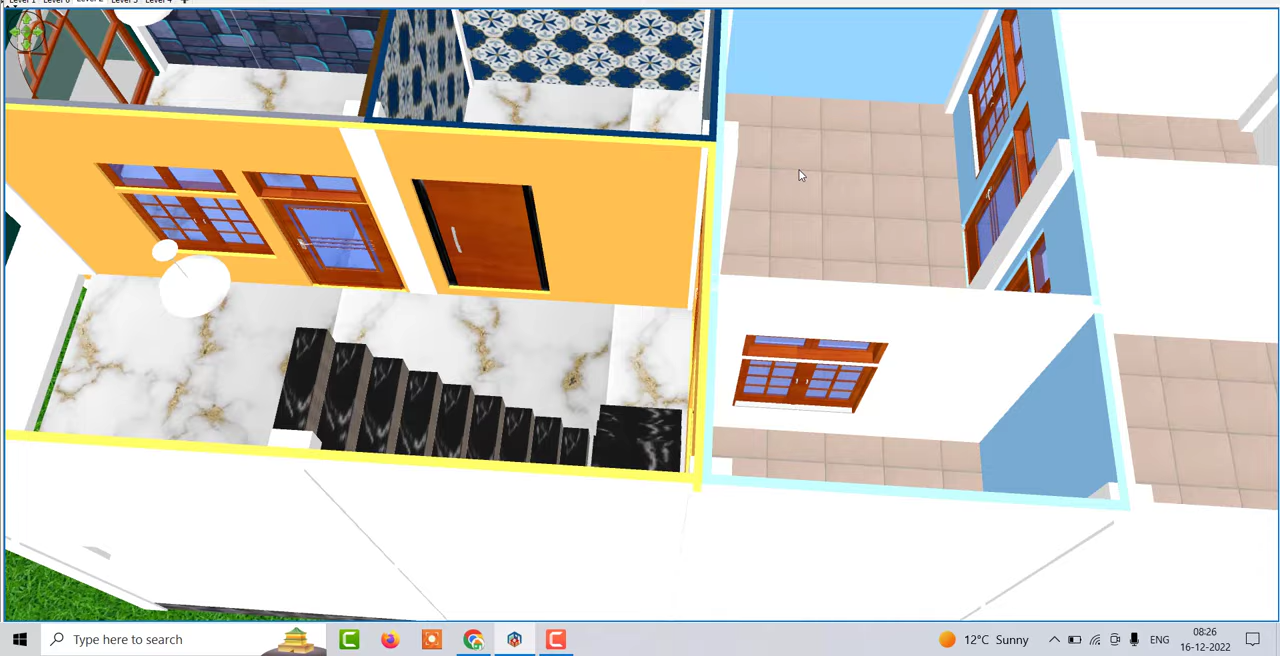 Type here to search
12°C Sunny
ENG
08:26
16-12-2022